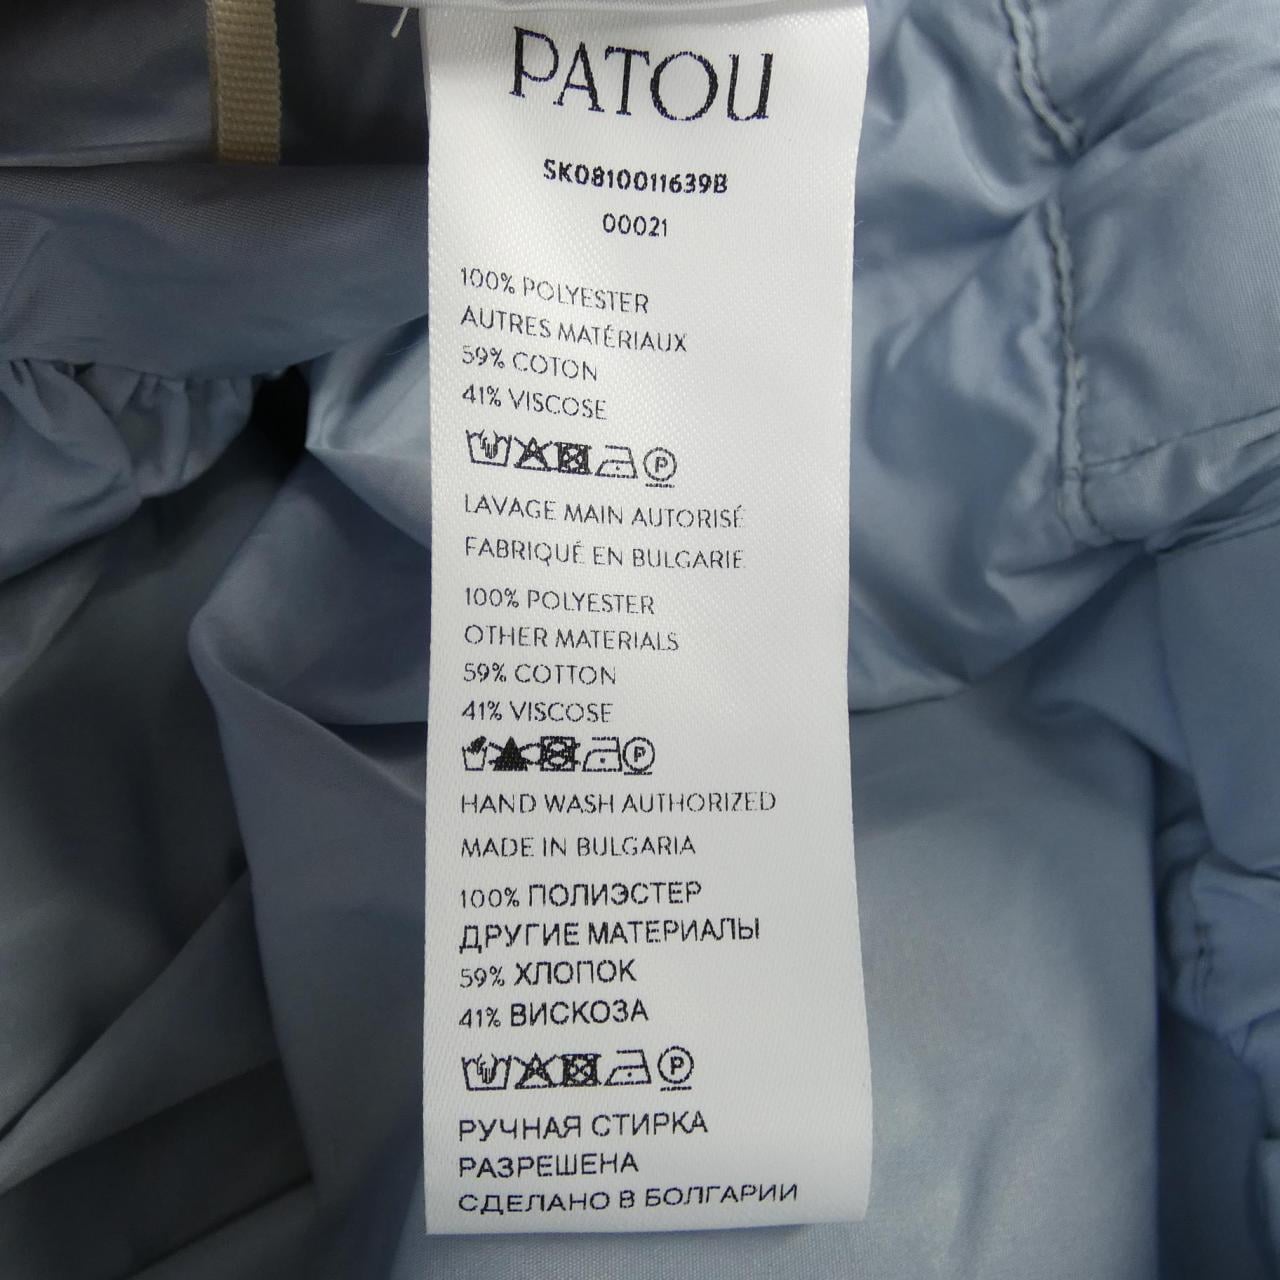 PATOU
SK0810011639B
00021
100% POLYESTER
AUTRES MATÉRIAUX
59% COTON
41% VISCOSE
P
LAVAGE MAIN AUTORISÉ
FABRIQUÉ EN BULGARIE
100% POLYESTER
OTHER MATERIALS
59% COTTON
41% VISCOSE
P
HAND WASH AUTHORIZED
MADE IN BULGARIA
100% ПОЛИЭСТЕР
ДРУГИЕ МАТЕРИАЛЫ
59% ХЛОПОК
41% ВИСКОЗА
P
РУЧНАЯ СТИРКА
РАЗРЕШЕНА
СДЕЛАНО В БОЛГАРИИ